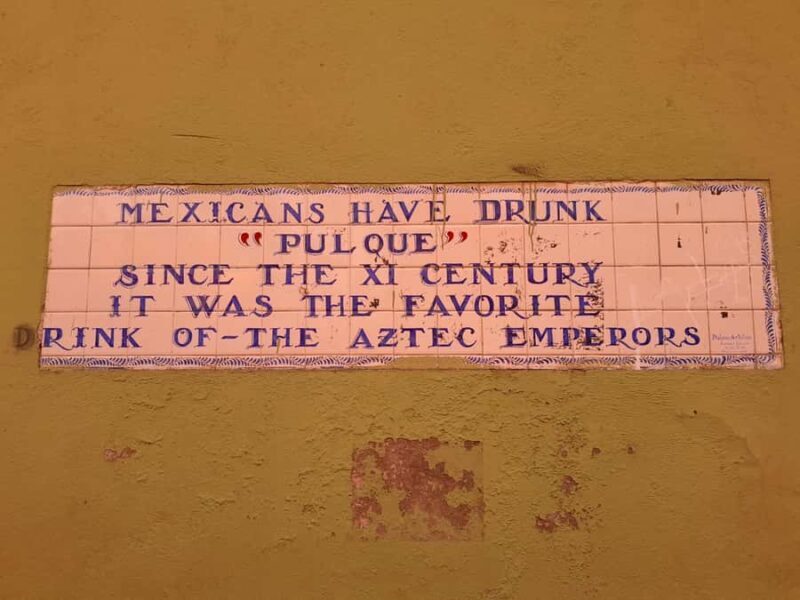 MEXICANS HAVE DRUNK
"PULQUE"
SINCE THE XI CENTURY
IT WAS THE FAVORITE
DRINK OF-THE AZTEC EMPERORS